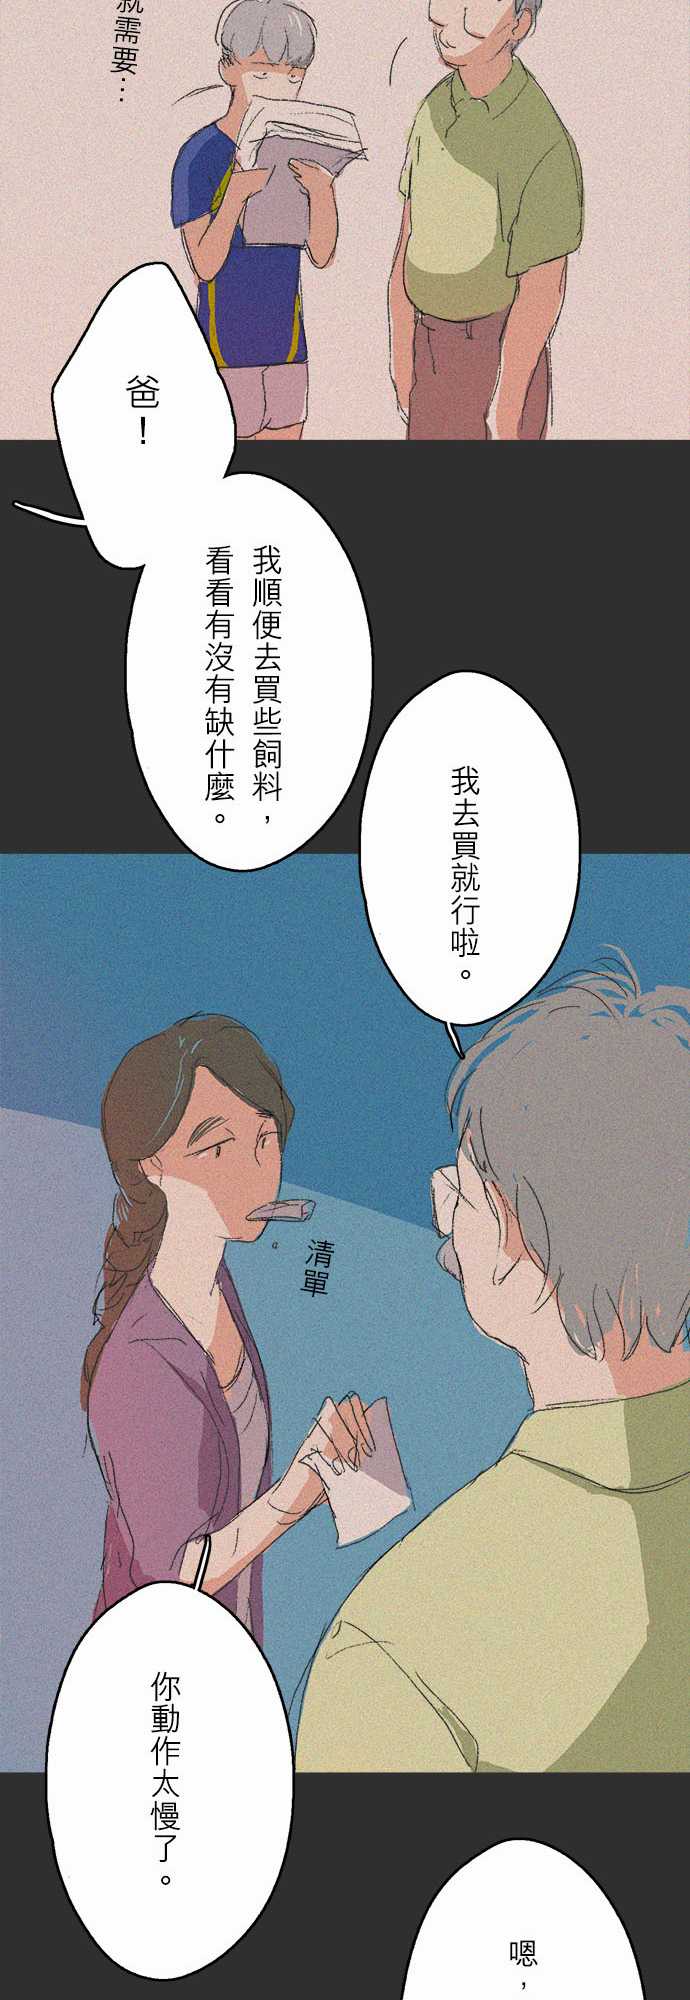 就需要…
爸！
我順便去買些飼料，
看看有沒有缺什麼。
我去買就行啦。
清單
你動作太慢了。
嗯，